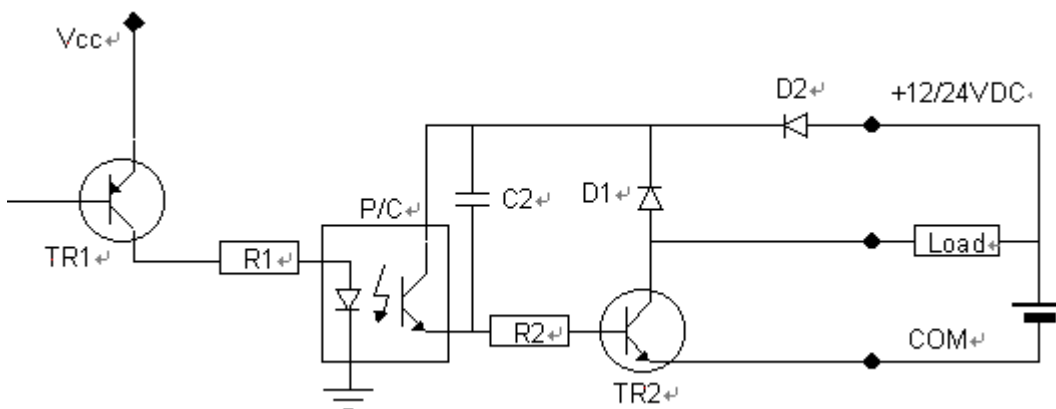 Vcc↵
D2↵
+12/24VDC↵
P/C↵
C2↵
D1↵
TR1↵
R1↵
Load↵
R2↵
COM↵
TR2↵